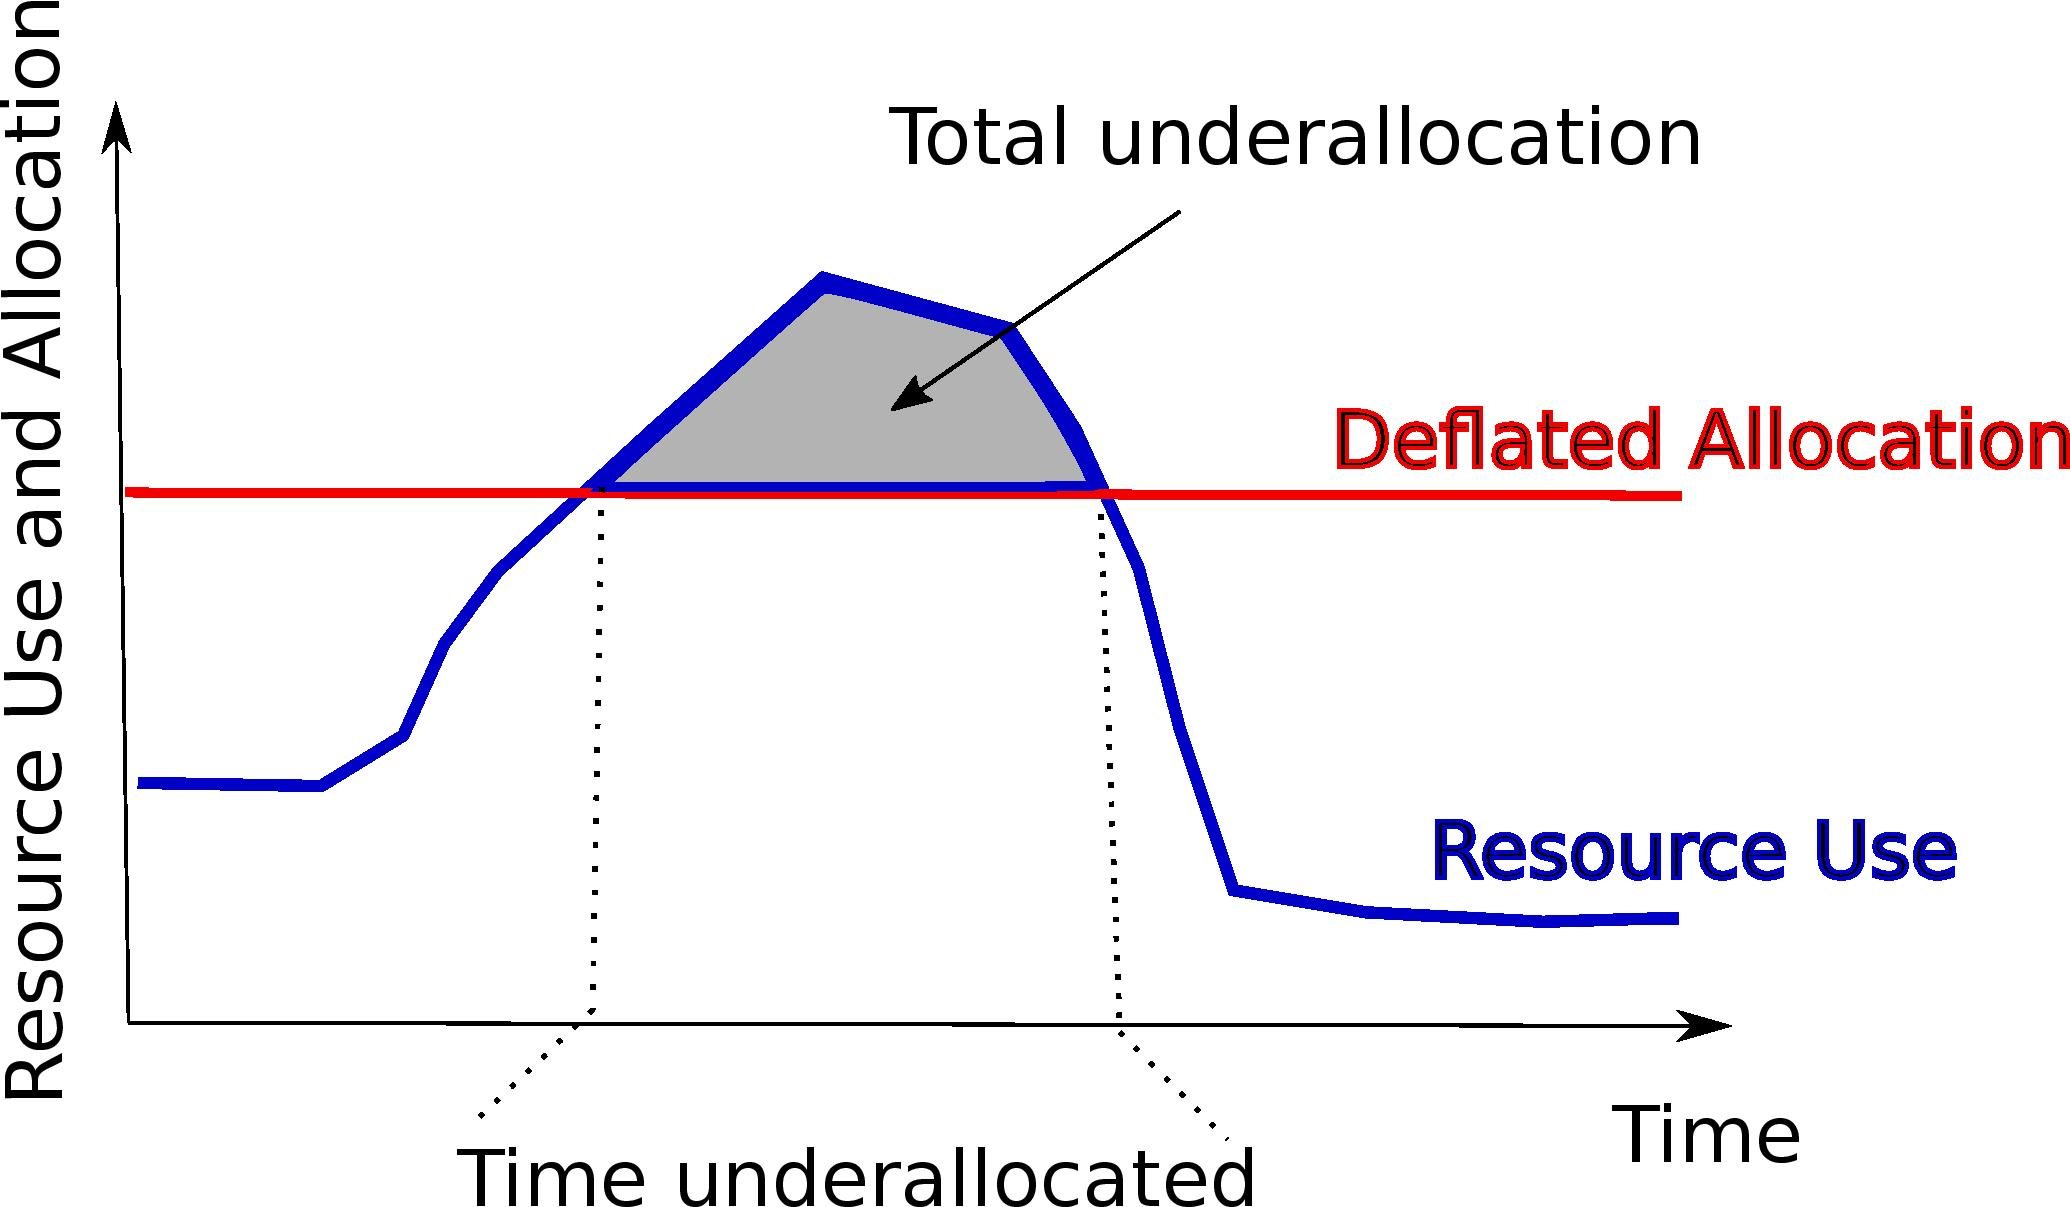 Resource Use and Allocation
Total underallocation
Deflated Allocation
Resource Use
Time
Time underallocated